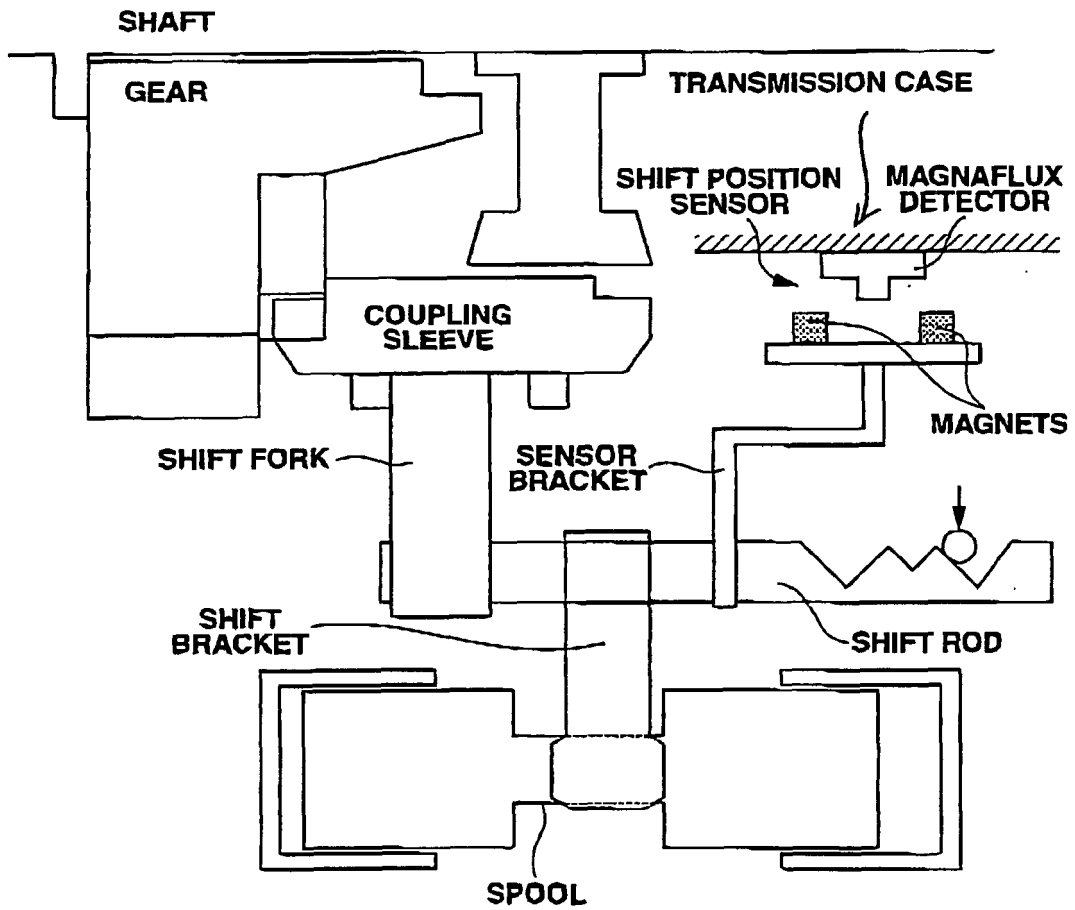 SHAFT
GEAR
TRANSMISSION CASE
SHIFT POSITION
SENSOR
MAGNAFLUX
DETECTOR
COUPLING
SLEEVE
MAGNETS
SHIFT FORK
SENSOR
BRACKET
SHIFT
BRACKET
SHIFT ROD
SPOOL